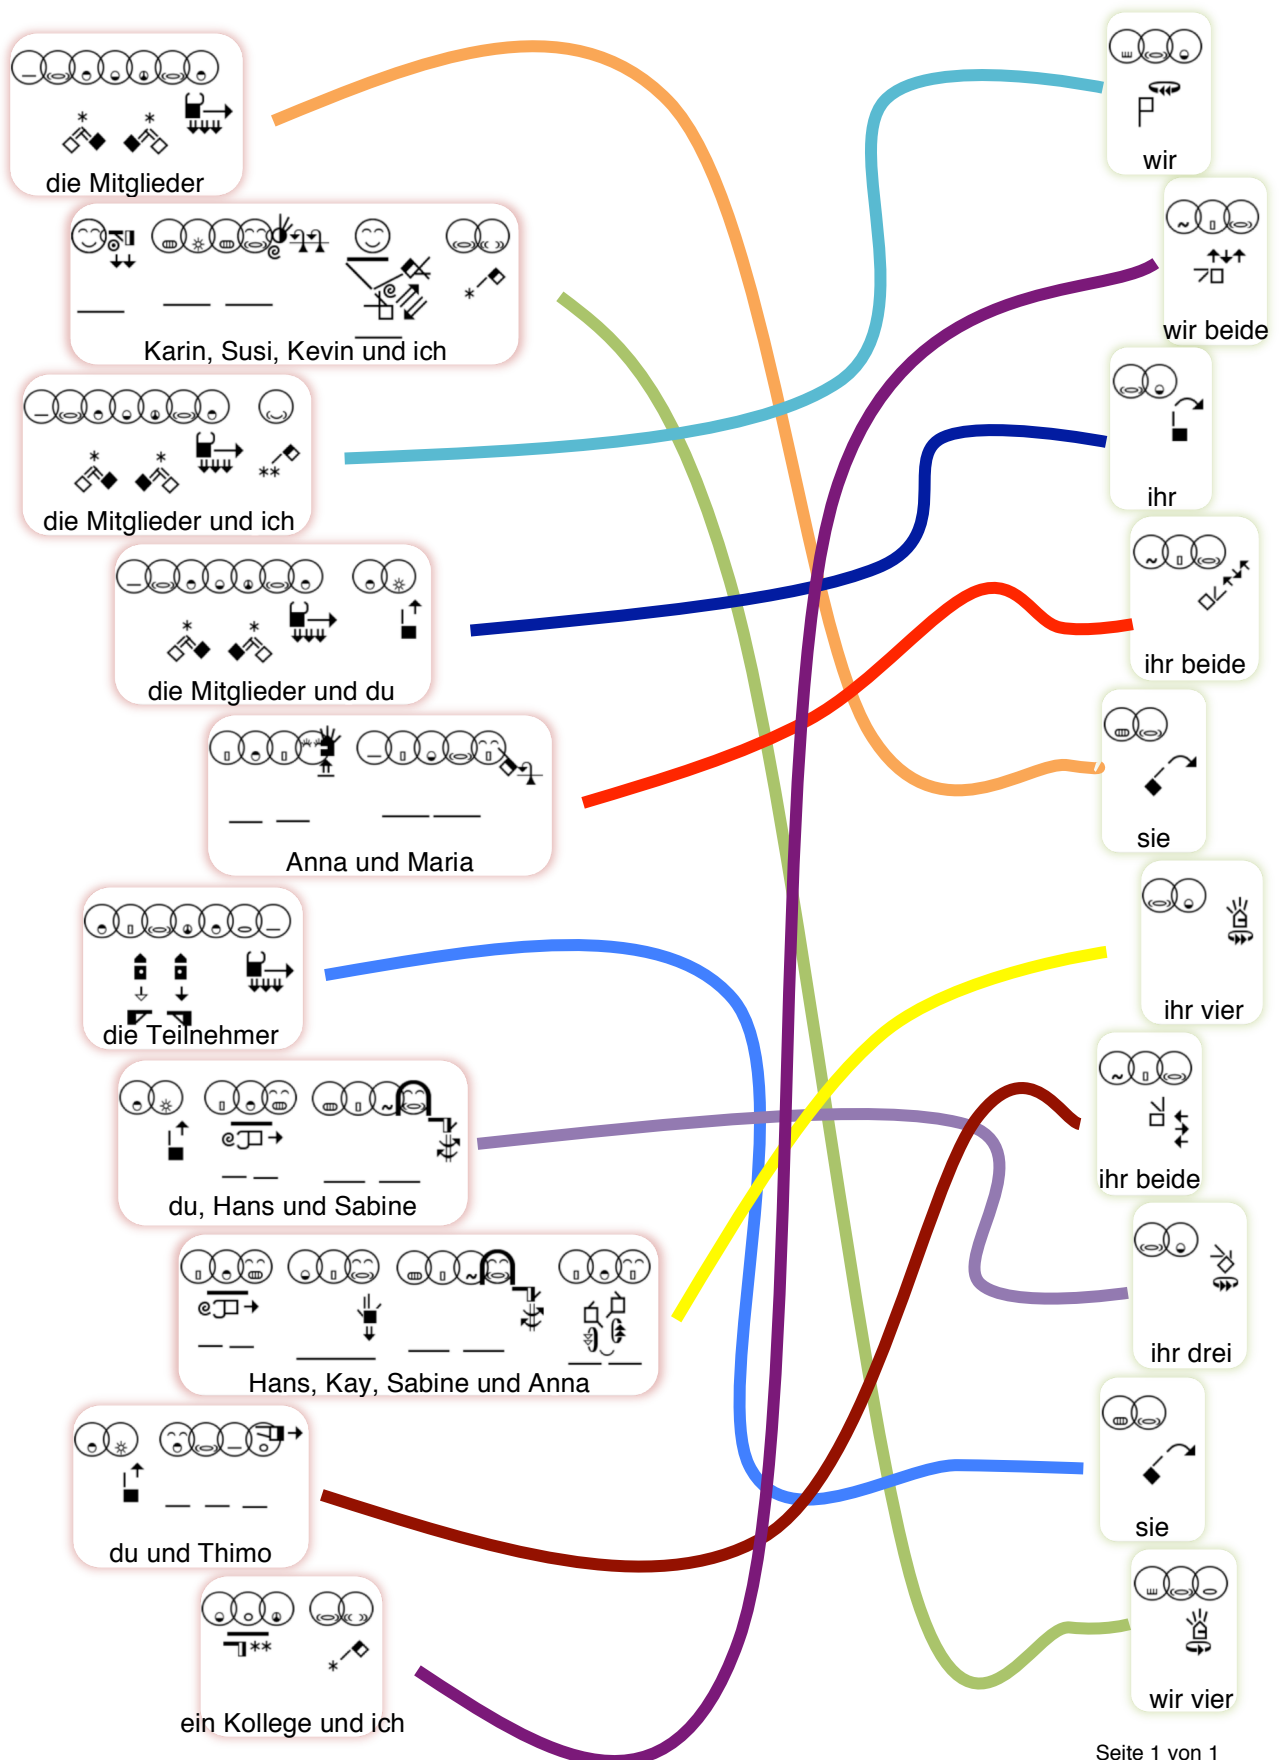 die Mitglieder
Karin, Susi, Kevin und ich
die Mitglieder und ich
die Mitglieder und du
Anna und Maria
die Teilnehmer
du, Hans und Sabine
Hans, Kay, Sabine und Anna
du und Thimo
ein Kollege und ich
wir
wir beide
ihr
ihr beide
sie
ihr vier
ihr beide
ihr drei
sie
wir vier
Seite 1 von 1